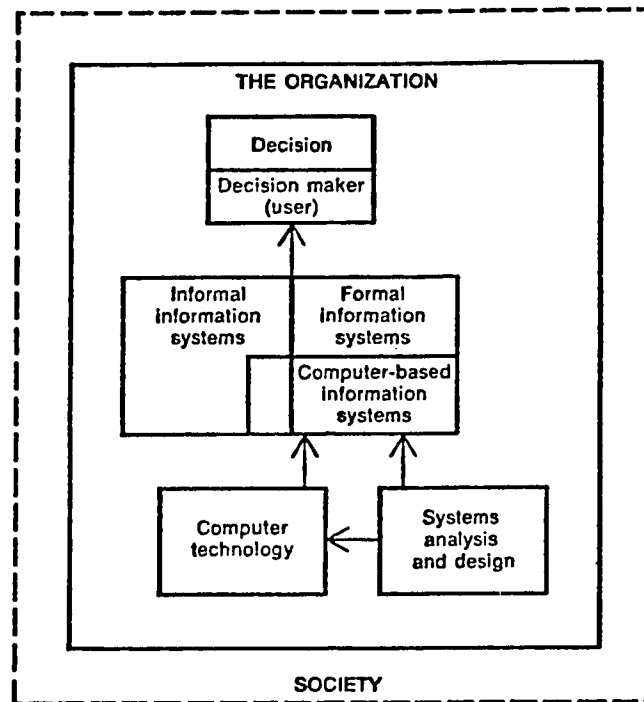 THE ORGANIZATION
Decision
Decision maker
(user)
Informal
information
systems
Formal
information
systems
Computer-based
information
systems
Computer
technology
Systems
analysis
and design
SOCIETY